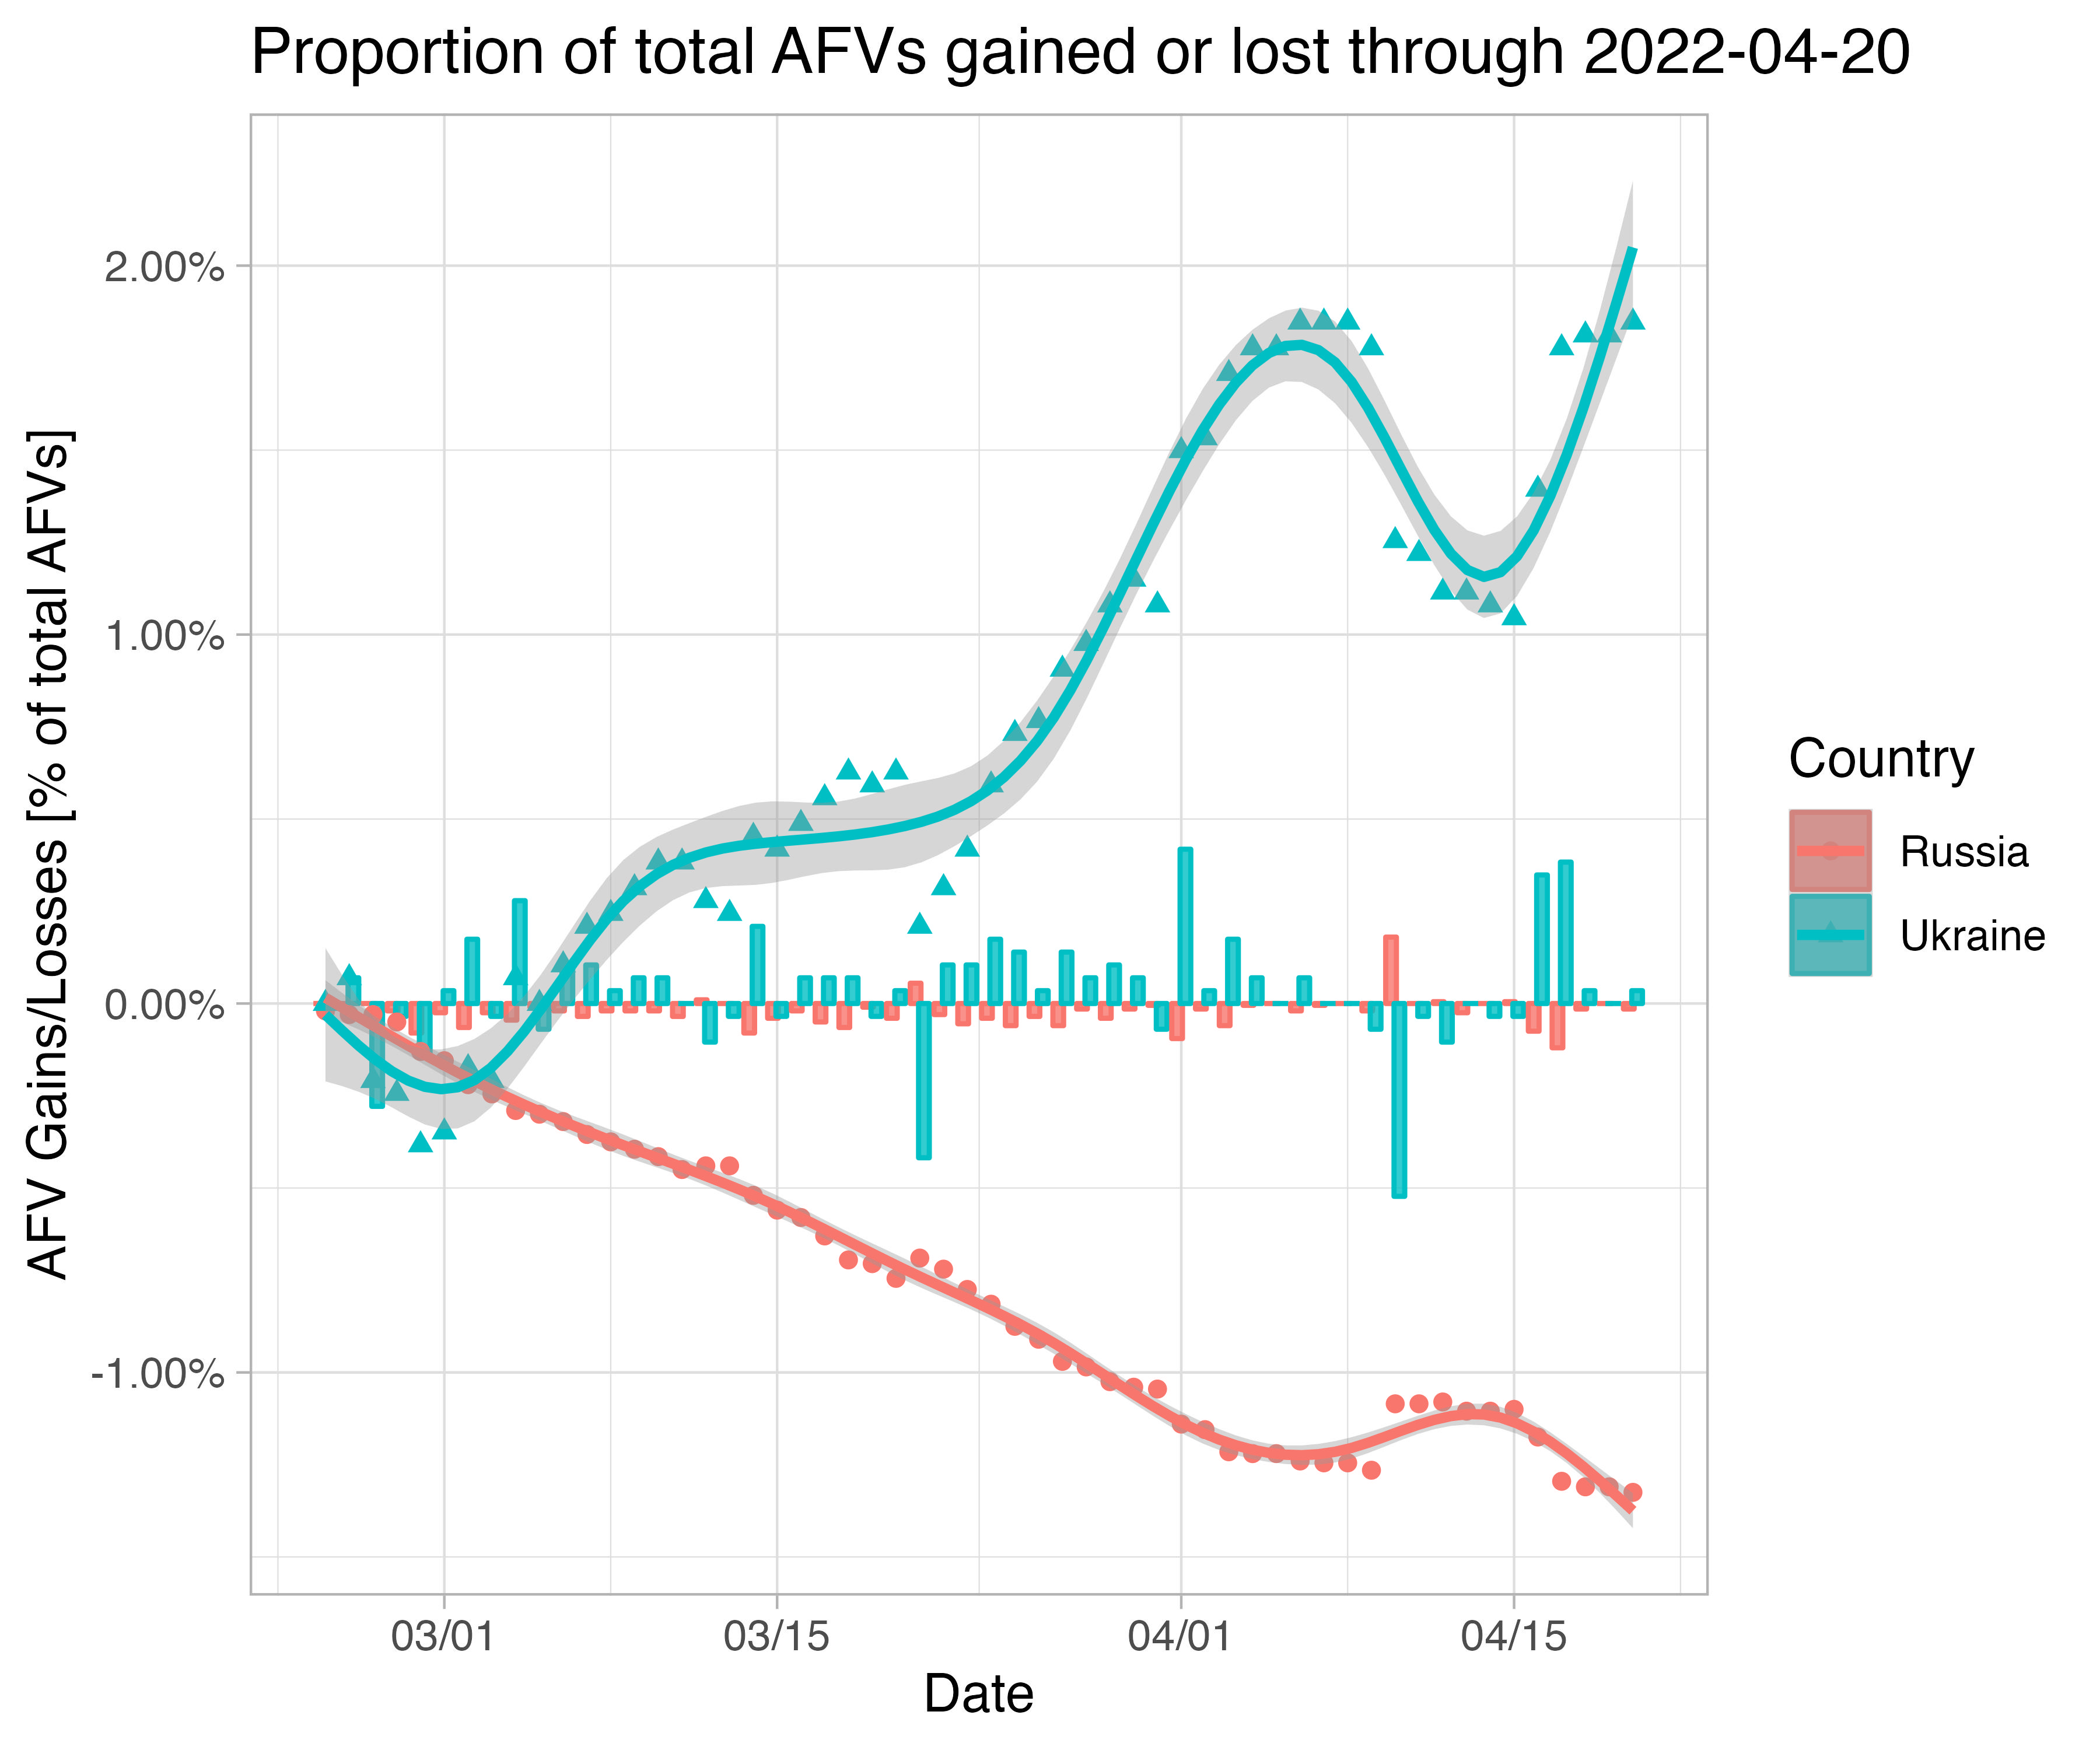 Proportion of total AFVs gained or lost through 2022-04-20
AFV Gains/Losses [% of total AFVs]
2.00%
1.00%
0.00%
-1.00%
03/01
03/15
04/01
04/15
Date
Country
Russia
Ukraine